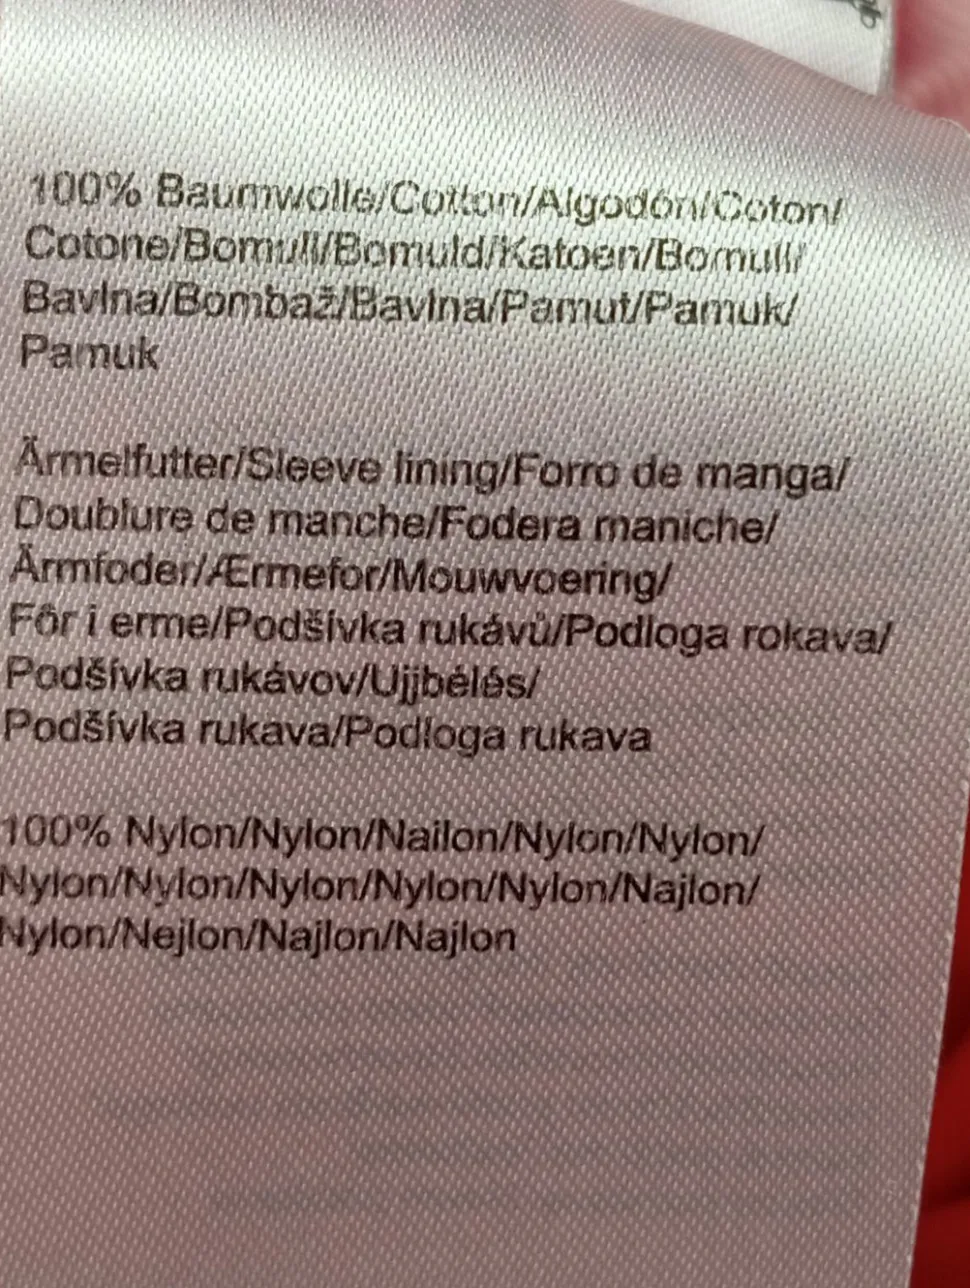 100% Baumwolle/Cotton/Algodón/Coton/
Cotone/Bomull/Bomuld/Katoen/Bomull/
Bavlna/Bombaž/Bavlna/Pamut/Pamuk/
Pamuk
Ärmelfutter/Sleeve lining/Forro de manga/
Doublure de manche/Fodera maniche/
Ärmfoder/Ærmefor/Mouwvoering/
Fôr i erme/Podšívka rukávů/Podloga rokava/
Podšívka rukávov/Ujjbélés/
Podšívka rukava/Podloga rukava
100% Nylon/Nylon/Nailon/Nylon/Nylon/
Nylon/Nylon/Nylon/Nylon/Nylon/Najlon/
Nylon/Nejlon/Najlon/Najlon